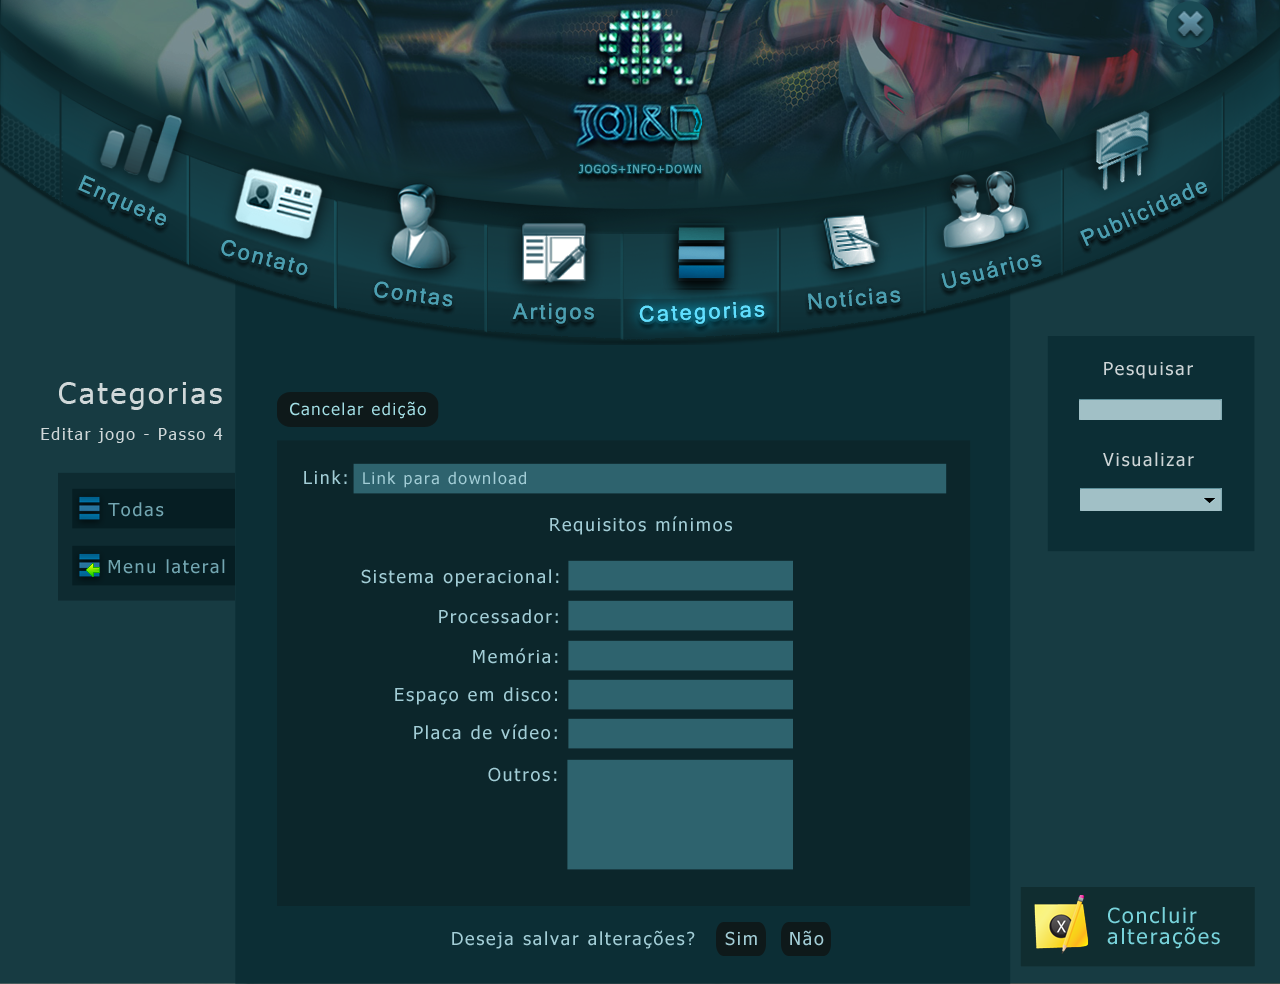 JOI&D
JOGOS+INFO+DOWN
Enquete
Contato
Contas
Artigos
Categorias
Notícias
Usuários
Publicidade
Categorias
Editar jogo - Passo 4
Todas
Menu lateral
Cancelar edição
Link: Link para download
Requisitos mínimos
Sistema operacional:
Processador:
Memória:
Espaço em disco:
Placa de vídeo:
Outros:
Deseja salvar alterações? Sim Não
Pesquisar
Visualizar
X
Concluir
alterações